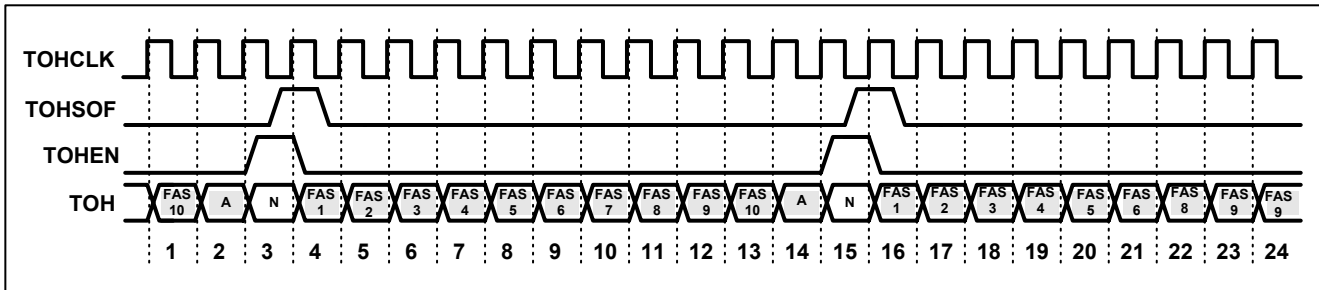 TOHCLK
TOHSOF
TOHEN
TOH FAS 10 A N FAS 1 FAS 2 FAS 3 FAS 4 FAS 5 FAS 6 FAS 7 FAS 8 FAS 9 FAS 10 A N FAS 1 FAS 2 FAS 3 FAS 4 FAS 5 FAS 6 FAS 8 FAS 9 FAS 9
1 2 3 4 5 6 7 8 9 10 11 12 13 14 15 16 17 18 19 20 21 22 23 24